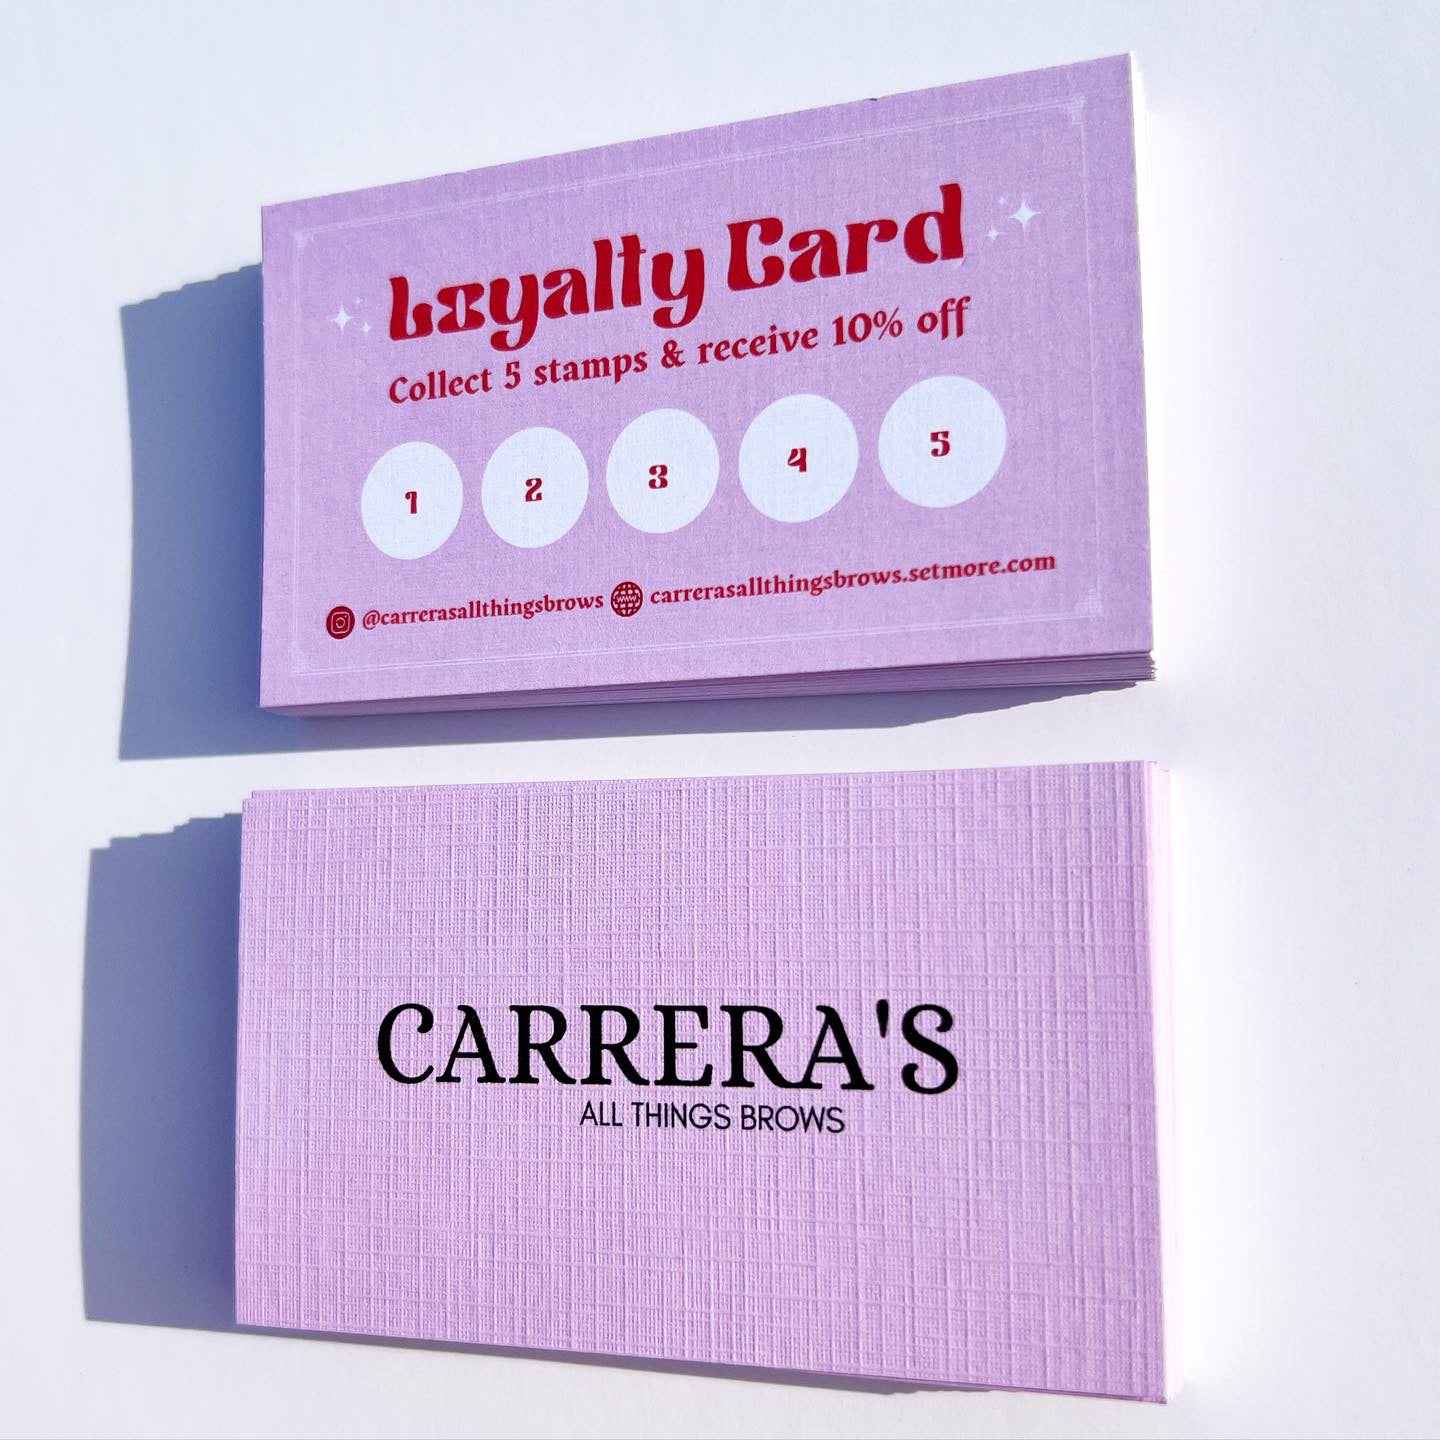 Loyalty Card
Collect 5 stamps & receive 10% off
1 2 3 4 5
@carrerasallthingsbrows www carrerasallthingsbrows.setmore.com
CARRERA'S
ALL THINGS BROWS